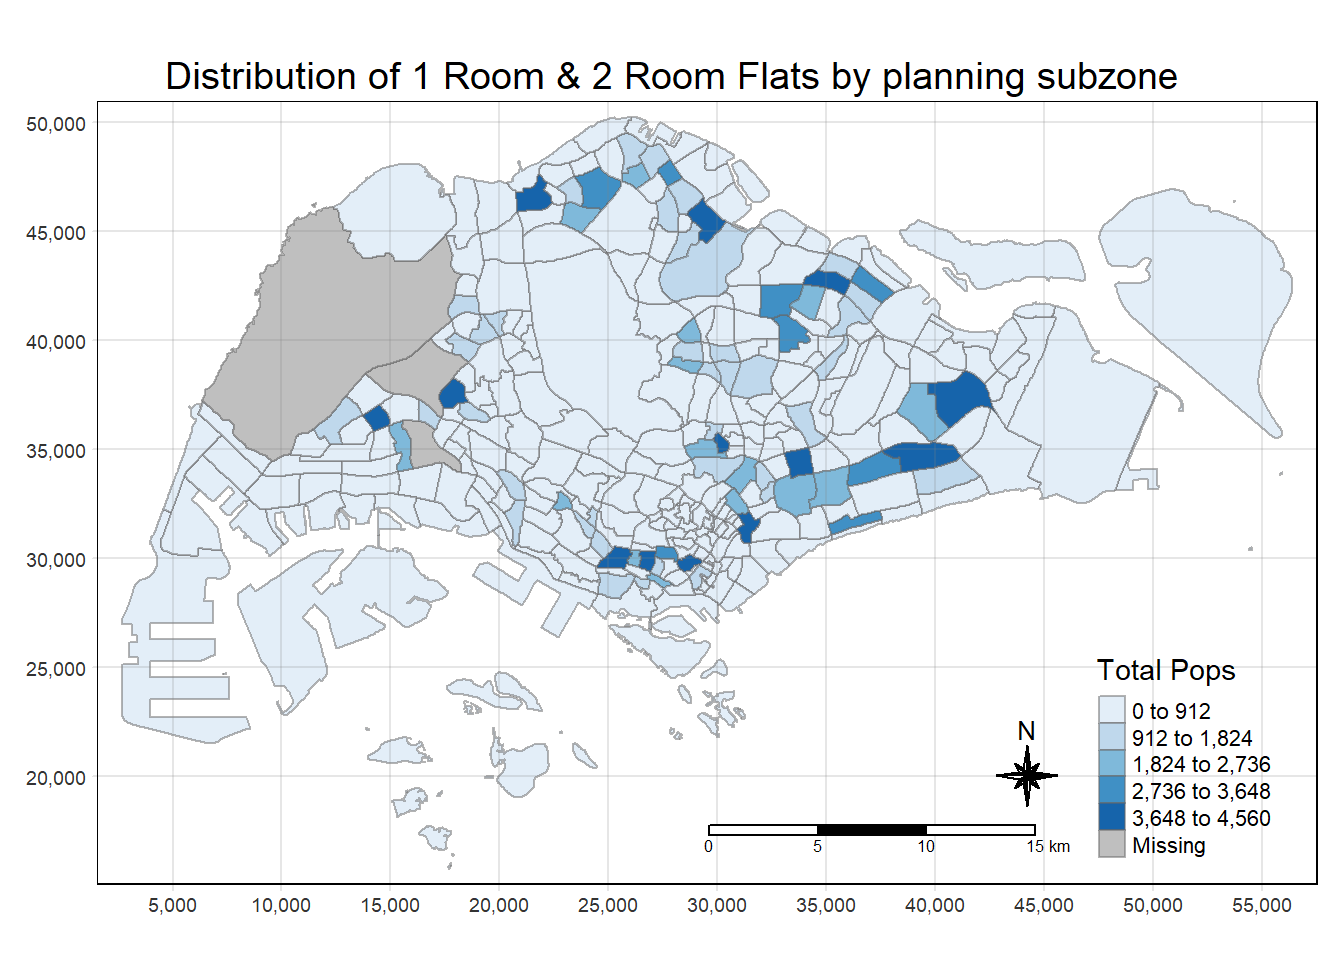 Distribution of 1 Room & 2 Room Flats by planning subzone
50,000
45,000
40,000
35,000
30,000
25,000
20,000
Total Pops
0 to 912
912 to 1,824
1,824 to 2,736
2,736 to 3,648
3,648 to 4,560
Missing
N
0 5 10 15 km
5,000 10,000 15,000 20,000 25,000 30,000 35,000 40,000 45,000 50,000 55,000